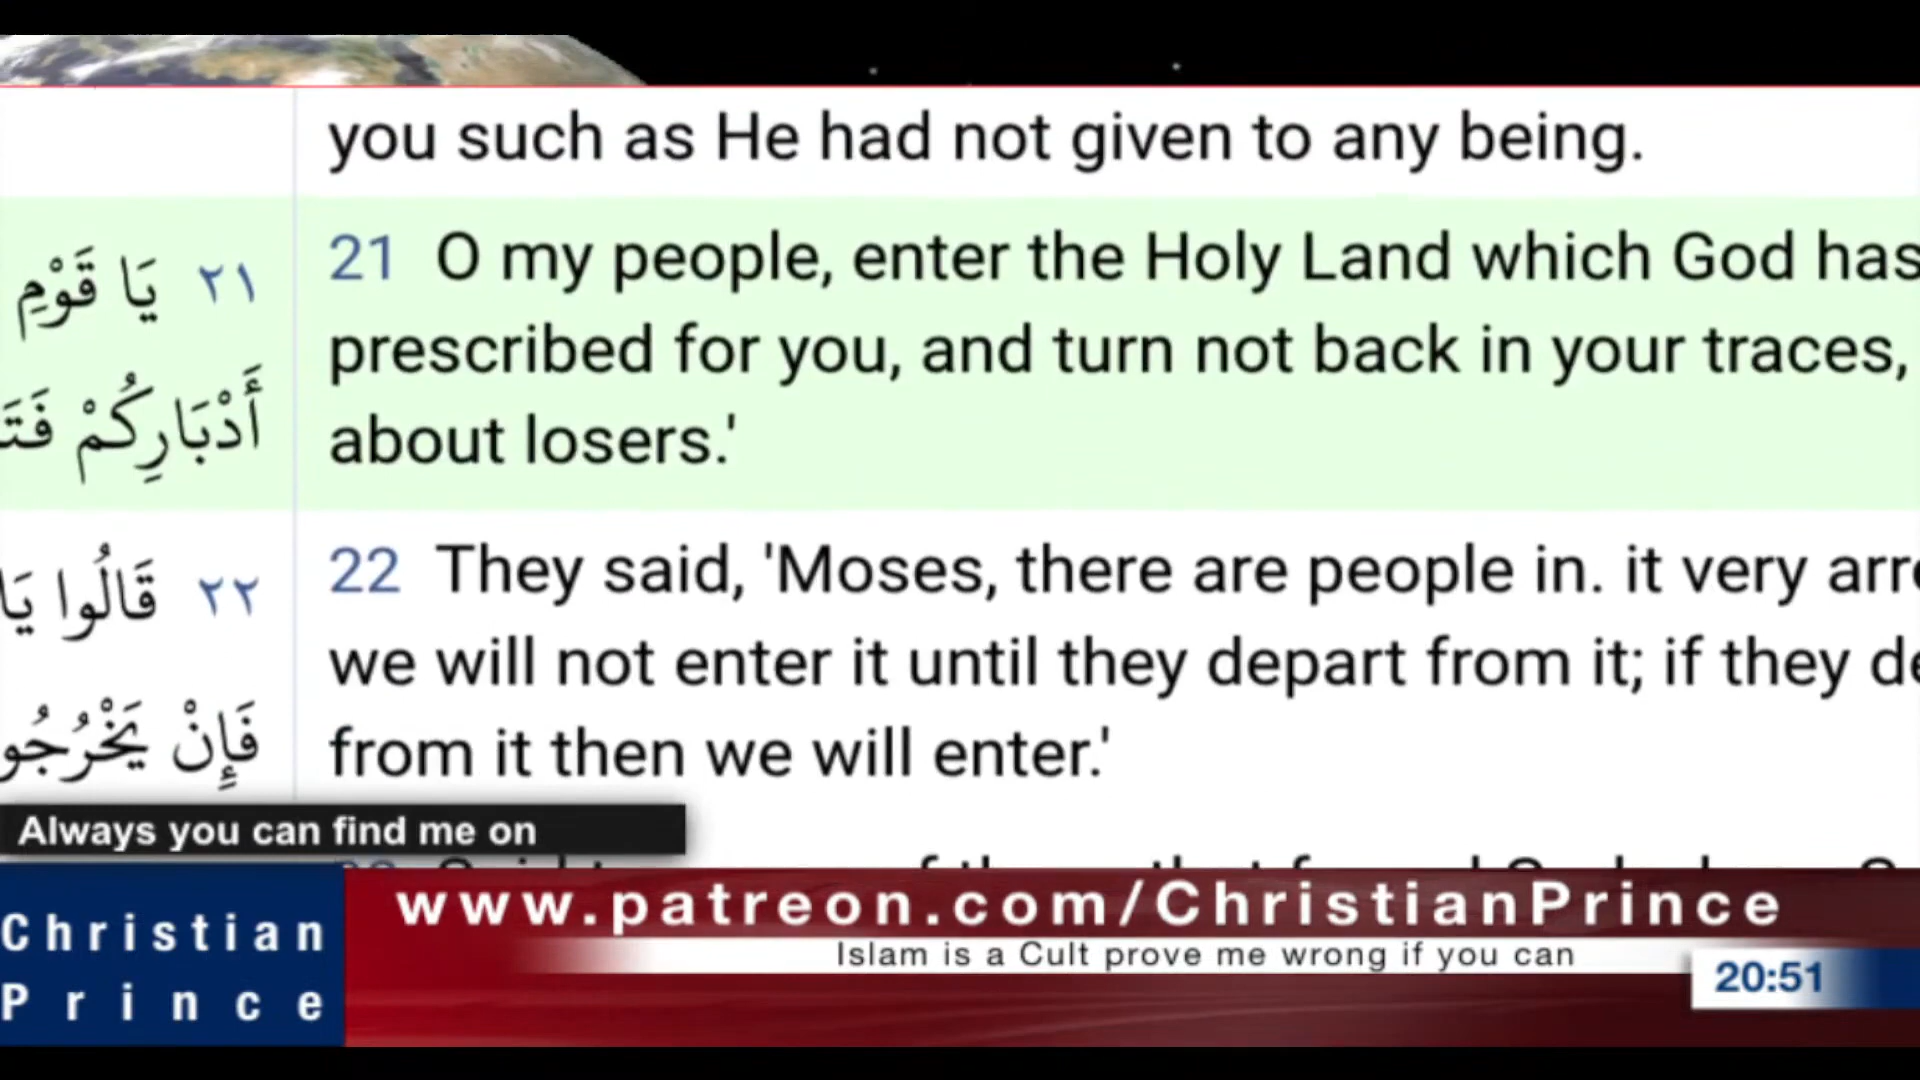 you such as He had not given to any being.
٢١ يَا قَوْمِ
21 O my people, enter the Holy Land which God has
prescribed for you, and turn not back in your traces,
أَدْبَارِكُمْ
about losers.'
٢٢ قَالُوا يَا
22 They said, 'Moses, there are people in. it very
we will not enter it until they depart from it; if they
فَإِنْ
from it then we will enter.'
Always you can find me on
www.patreon.com/ChristianPrince
Christian
Prince
Islam is a Cult prove me wrong if you can
20:51